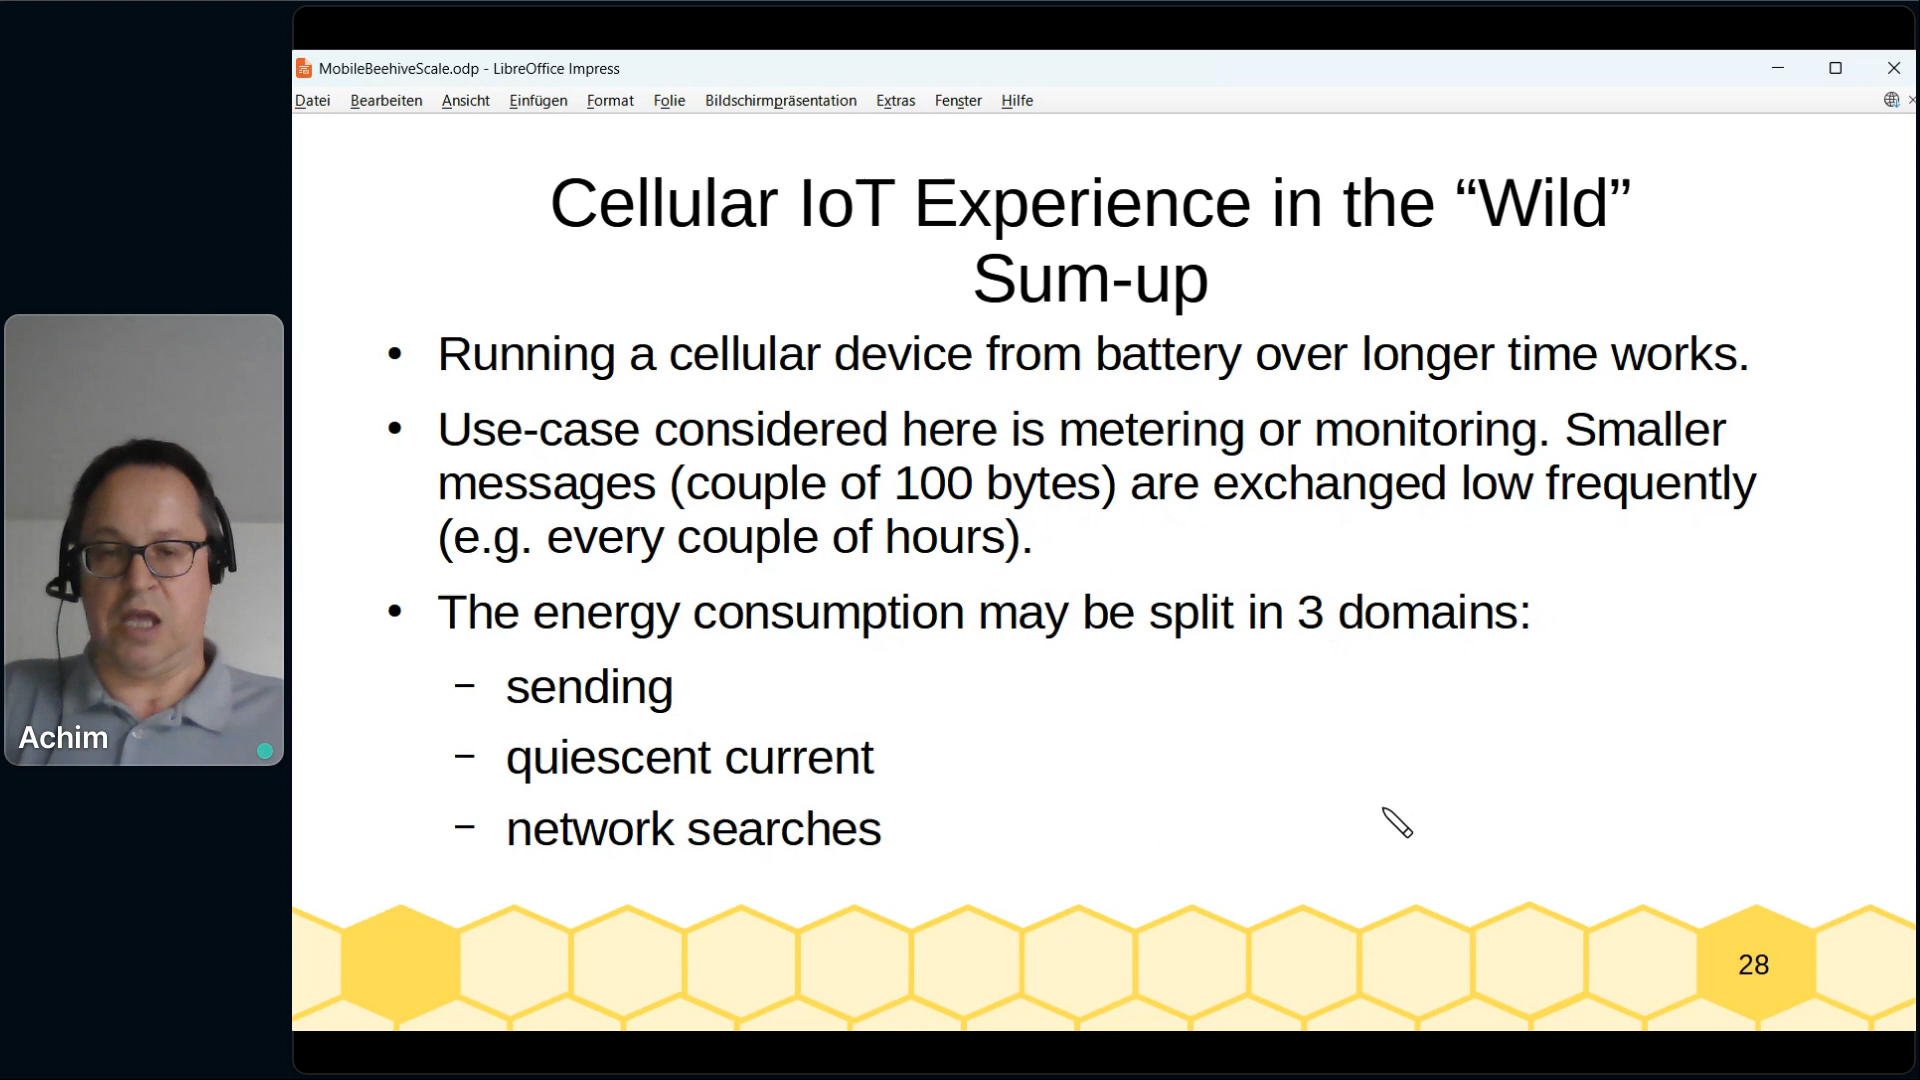 MobileBeehiveScale.odp - LibreOffice Impress
Datei Bearbeiten Ansicht Einfügen Format Folie Bildschirmpräsentation Extras Fenster Hilfe
Cellular IoT Experience in the “Wild”
Sum-up
• Running a cellular device from battery over longer time works.
• Use-case considered here is metering or monitoring. Smaller
messages (couple of 100 bytes) are exchanged low frequently
(e.g. every couple of hours).
• The energy consumption may be split in 3 domains:
– sending
– quiescent current
– network searches
Achim
28